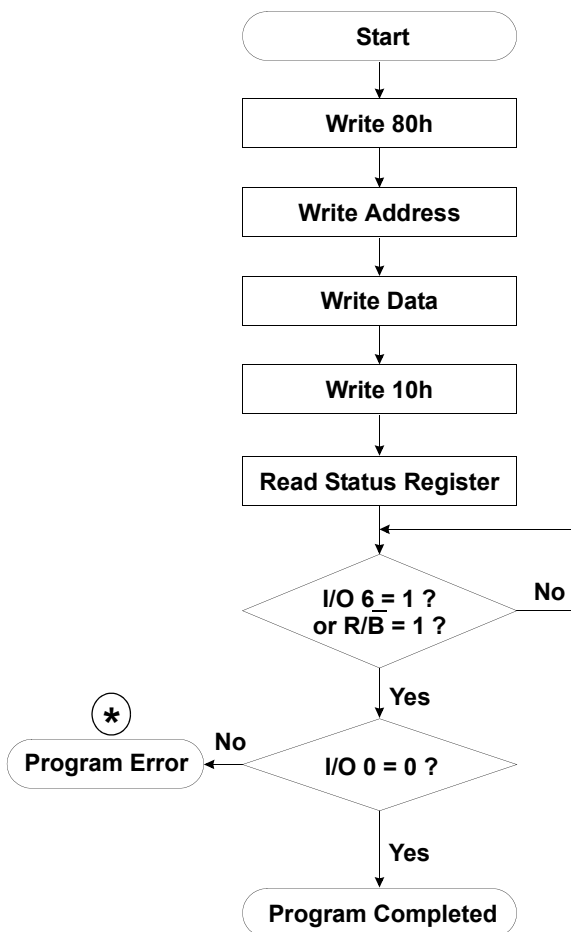 Start
Write 80h
Write Address
Write Data
Write 10h
Read Status Register
I/O 6 = 1 ?
or R/B̅ = 1 ?
No
Yes
*
Program Error
No
I/O 0 = 0 ?
Yes
Program Completed